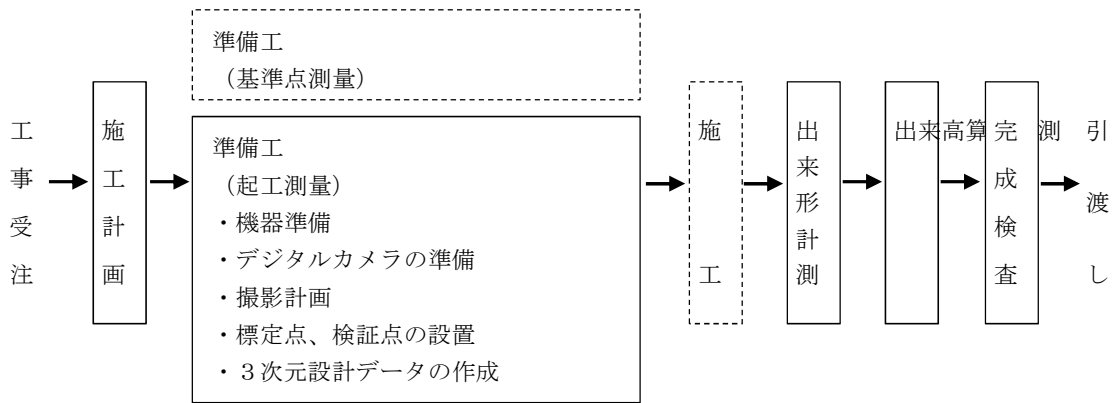 工事受注
施工計画
準備工
（基準点測量）
準備工
（起工測量）
・機器準備
・デジタルカメラの準備
・撮影計画
・標定点、検証点の設置
・３次元設計データの作成
施工
出来形計測
出来高算
測
完成検査
引渡し